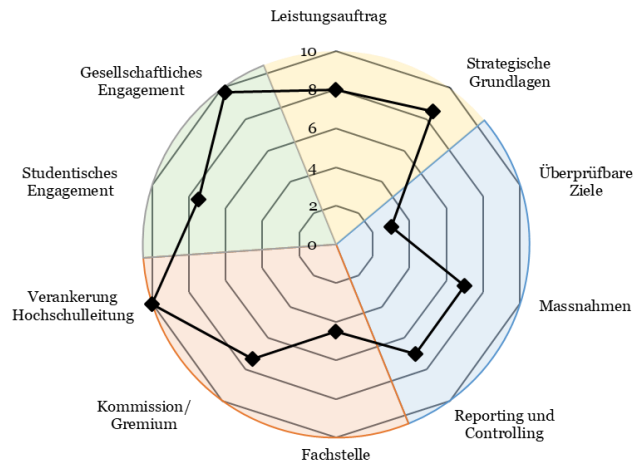 Leistungsauftrag
Strategische
Grundlagen
Überprüfbare
Ziele
Massnahmen
Reporting und
Controlling
Fachstelle
Kommission/
Gremium
Verankerung
Hochschulleitung
Studentisches
Engagement
Gesellschaftliches
Engagement
10
8
6
4
2
0